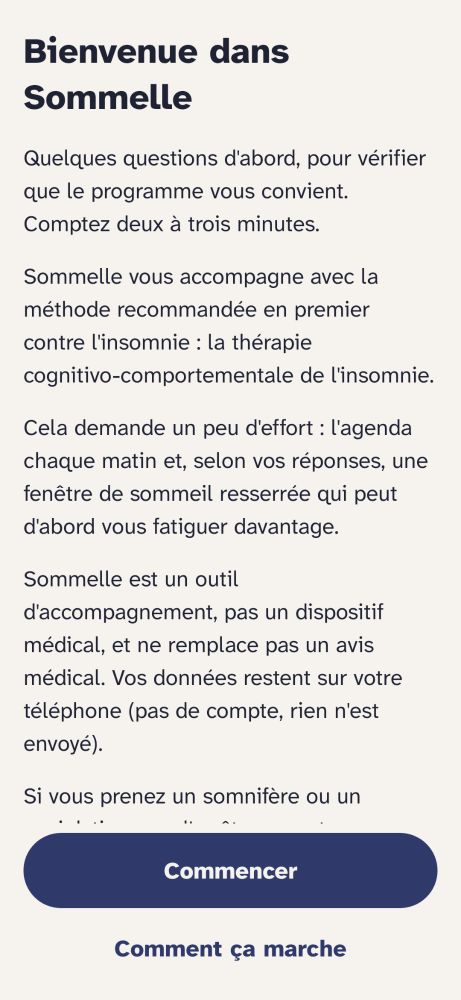 Bienvenue dans
Sommelle
Quelques questions d'abord, pour vérifier
que le programme vous convient.
Comptez deux à trois minutes.
Sommelle vous accompagne avec la
méthode recommandée en premier
contre l'insomnie : la thérapie
cognitivo-comportementale de l'insomnie.
Cela demande un peu d'effort : l'agenda
chaque matin et, selon vos réponses, une
fenêtre de sommeil resserrée qui peut
d'abord vous fatiguer davantage.
Sommelle est un outil
d'accompagnement, pas un dispositif
médical, et ne remplace pas un avis
médical. Vos données restent sur votre
téléphone (pas de compte, rien n'est
envoyé).
Si vous prenez un somnifère ou un
Commencer
Comment ça marche